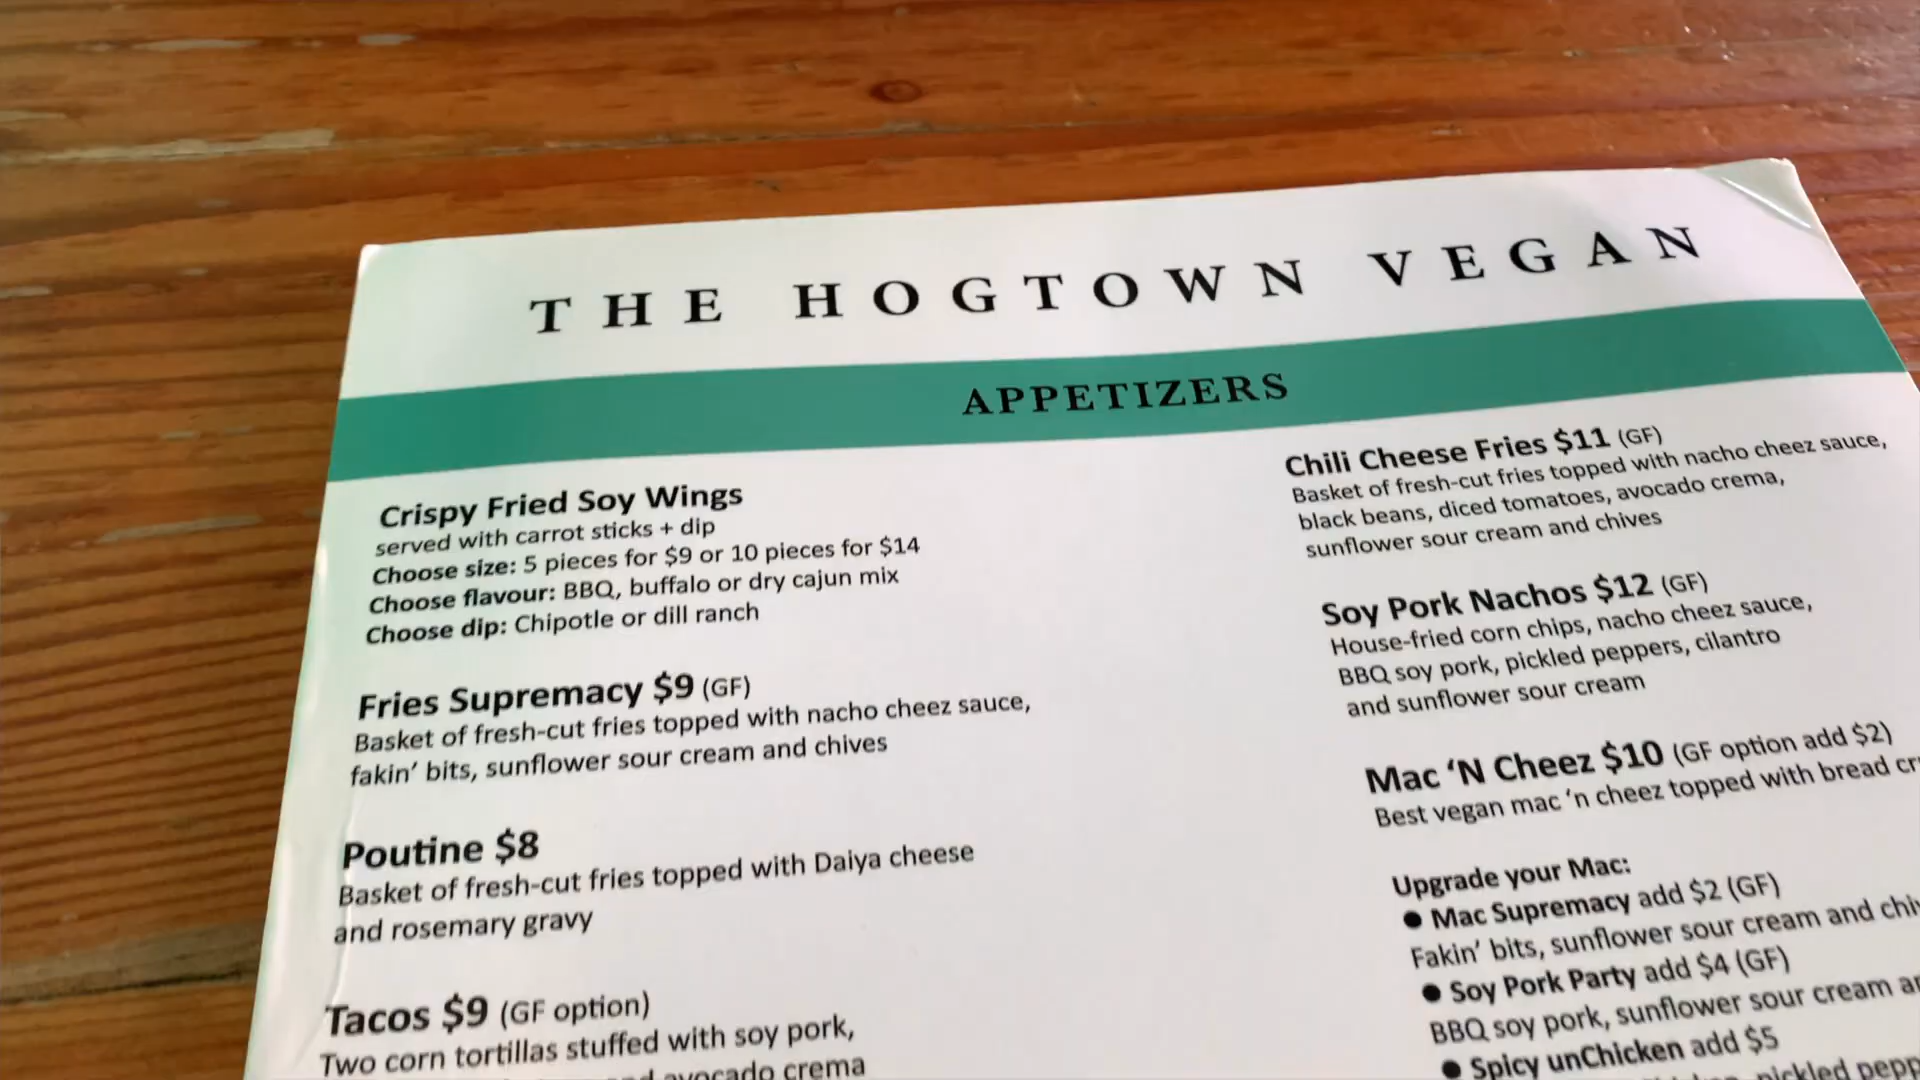 THE HOGTOWN VEGAN
APPETIZERS
Crispy Fried Soy Wings
served with carrot sticks + dip
Choose size: 5 pieces for $9 or 10 pieces for $14
Choose flavour: BBQ, buffalo or dry cajun mix
Choose dip: Chipotle or dill ranch
Fries Supremacy $9 (GF)
Basket of fresh-cut fries topped with nacho cheez sauce,
fakin' bits, sunflower sour cream and chives
Poutine $8
Basket of fresh-cut fries topped with Daiya cheese
and rosemary gravy
Tacos $9 (GF option)
Two corn tortillas stuffed with soy pork,
avocado crema
Chili Cheese Fries $11 (GF)
Basket of fresh-cut fries topped with nacho cheez sauce,
black beans, diced tomatoes, avocado crema,
sunflower sour cream and chives
Soy Pork Nachos $12 (GF)
House-fried corn chips, nacho cheez sauce,
BBQ soy pork, pickled peppers, cilantro
and sunflower sour cream
Mac 'N Cheez $10 (GF option add $2)
Best vegan mac 'n cheez topped with bread
Upgrade your Mac:
● Mac Supremacy add $2 (GF)
Fakin' bits, sunflower sour cream and
● Soy Pork Party add $4 (GF)
BBQ soy pork, sunflower sour cream
● Spicy unChicken add $5
pickled